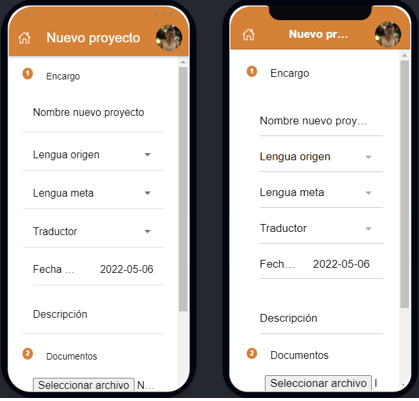 Nuevo proyecto
1 Encargo
Nombre nuevo proyecto
Lengua origen
Lengua meta
Traductor
Fecha ... 2022-05-06
Descripción
2 Documentos
Seleccionar archivo N...
Nuevo pr...
1 Encargo
Nombre nuevo proy...
Lengua origen
Lengua meta
Traductor
Fech... 2022-05-06
Descripción
2 Documentos
Seleccionar archivo